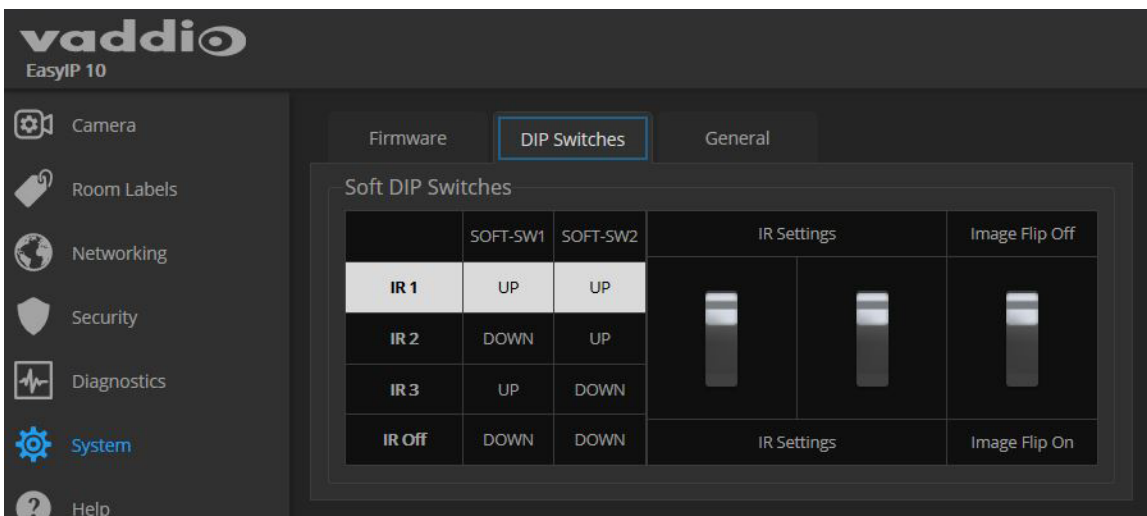 vaddio
EasyIP 10
Camera
Room Labels
Networking
Security
Diagnostics
System
Help
Firmware DIP Switches General
Soft DIP Switches
SOFT-SW1 SOFT-SW2 IR Settings Image Flip Off
IR 1 UP UP
IR 2 DOWN UP
IR 3 UP DOWN
IR Off DOWN DOWN IR Settings Image Flip On